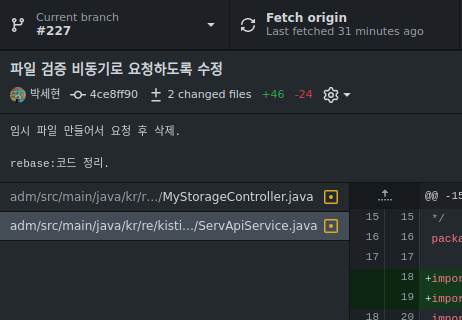 Current branch
#227
Fetch origin
Last fetched 31 minutes ago
파일 검증 비동기로 요청하도록 수정
박세현 4ce8ff90 2 changed files +46 -24
임시 파일 만들어서 요청 후 삭제.
rebase:코드 정리.
adm/src/main/java/kr/r…/MyStorageController.java
adm/src/main/java/kr/re/kisti…/ServApiService.java
@@ -15
15 15 */
16 16 packa
17 17
18 +impor
19 +impor
18 20 impor